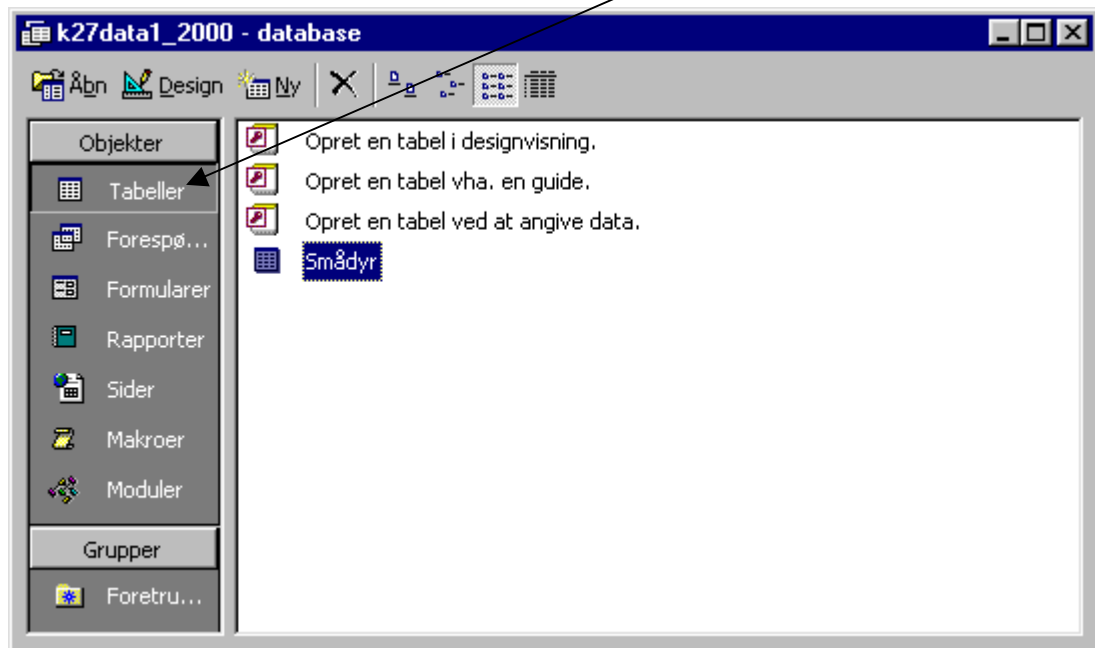 k27data1_2000 - database
Åbn Design Ny
Objekter
Tabeller
Forespø...
Formularer
Rapporter
Sider
Makroer
Moduler
Grupper
Foretru...
Opret en tabel i designvisning.
Opret en tabel vha. en guide.
Opret en tabel ved at angive data.
Smådyr